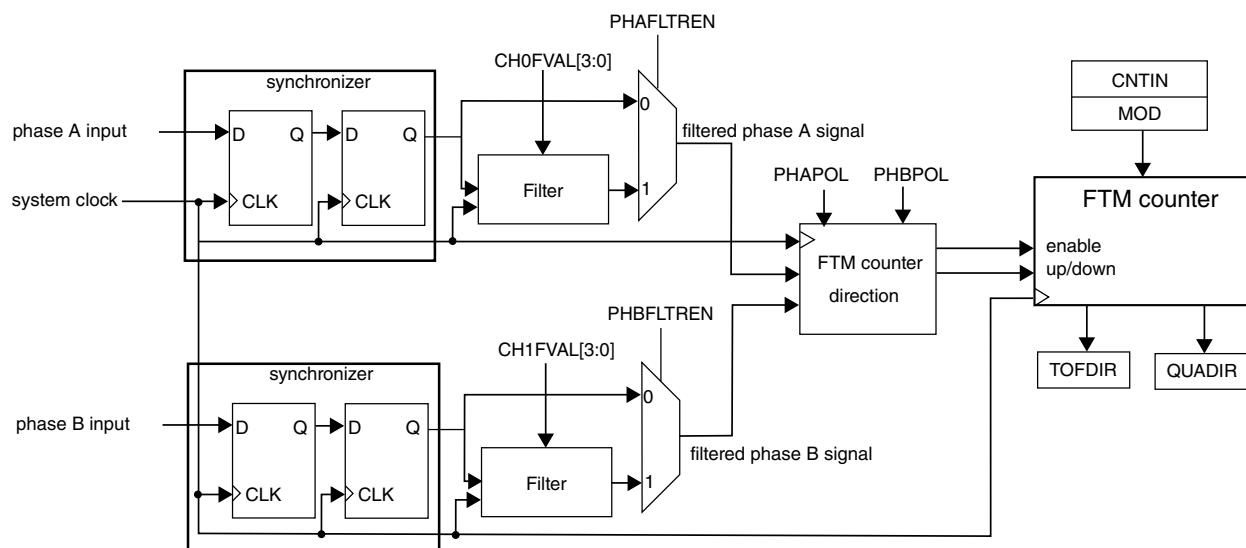 PHAFLTREN
CH0FVAL[3:0]
synchronizer
CNTIN
MOD
0
D Q D Q
phase A input
filtered phase A signal
Filter
1
PHAPOL PHBPOL
system clock
CLK CLK
FTM counter
enable
up/down
FTM counter
direction
PHBFLTREN
CH1FVAL[3:0]
synchronizer
TOFDIR QUADIR
0
D Q D Q
phase B input
filtered phase B signal
Filter
1
CLK CLK